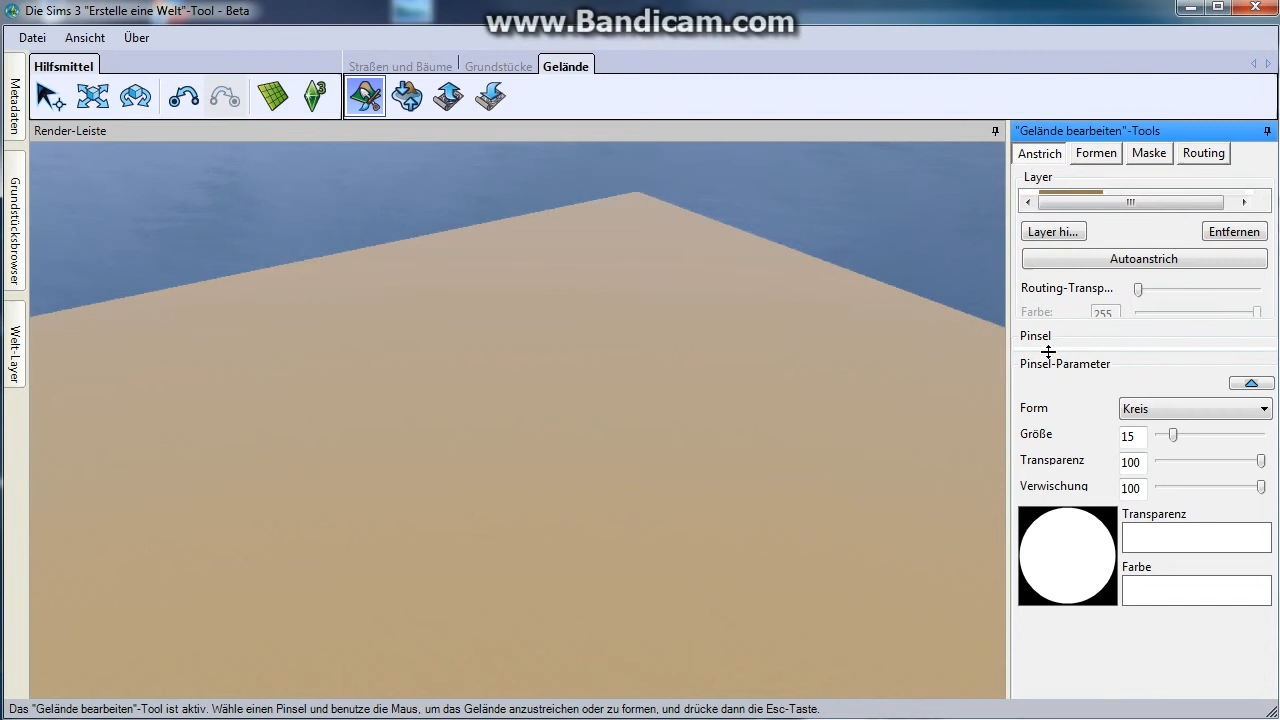 Die Sims 3 "Erstelle eine Welt"-Tool - Beta
www.Bandicam.com
Datei Ansicht Über
Hilfsmittel Straßen und Bäume Grundstücke Gelände
Metadaten
Grundstücksbrowser
Welt-Layer
Render-Leiste
"Gelände bearbeiten"-Tools
Anstrich Formen Maske Routing
Layer
Layer hi... Entfernen
Autoanstrich
Routing-Transp...
Farbe: 255
Pinsel
Pinsel-Parameter
Form Kreis
Größe 15
Transparenz 100
Verwischung 100
Transparenz
Farbe
Das "Gelände bearbeiten"-Tool ist aktiv. Wähle einen Pinsel und benutze die Maus, um das Gelände anzustreichen oder zu formen, und drücke dann die Esc-Taste.